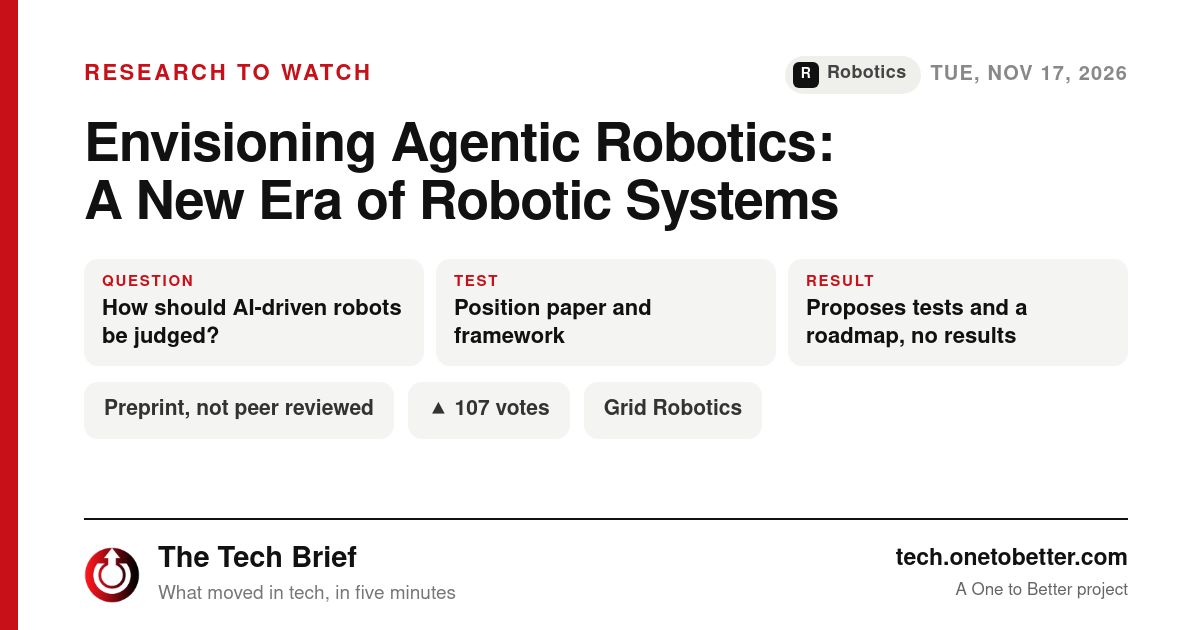 RESEARCH TO WATCH
R Robotics TUE, NOV 17, 2026
Envisioning Agentic Robotics:
A New Era of Robotic Systems
QUESTION
How should AI-driven robots
be judged?
TEST
Position paper and
framework
RESULT
Proposes tests and a
roadmap, no results
Preprint, not peer reviewed
▲ 107 votes
Grid Robotics
The Tech Brief
What moved in tech, in five minutes
tech.onetobetter.com
A One to Better project